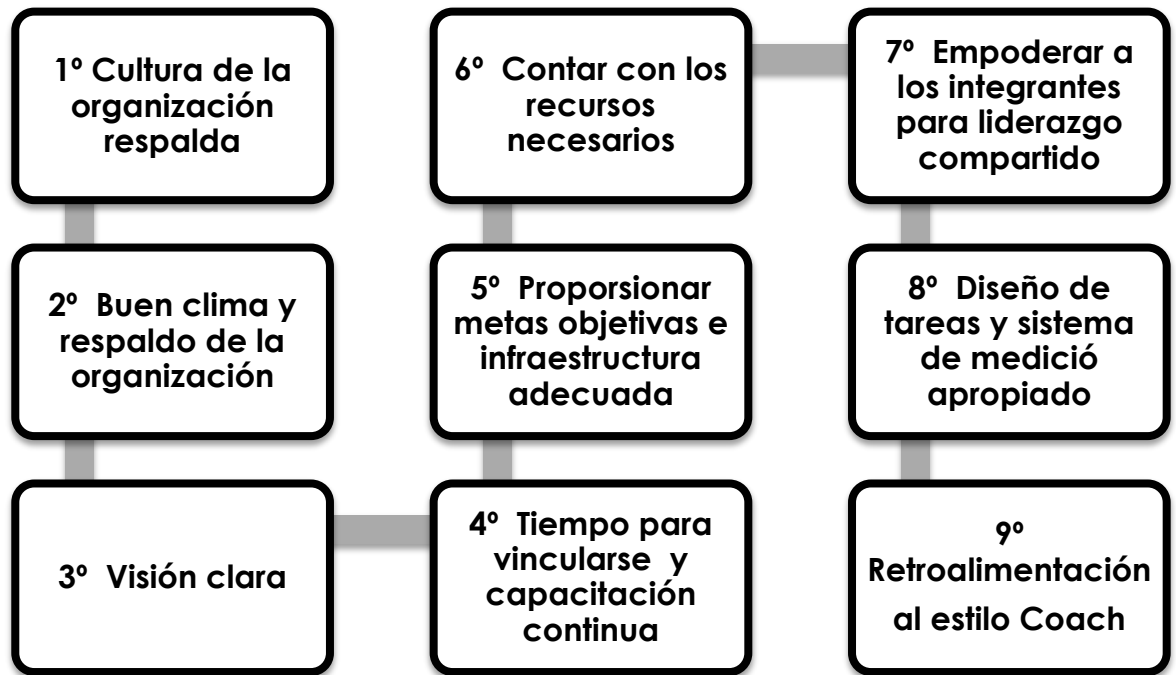 1º Cultura de la
organización
respalda
2º Buen clima y
respaldo de la
organización
3º Visión clara
4º Tiempo para
vincularse y
capacitación
continua
5º Proporsionar
metas objetivas e
infraestructura
adecuada
6º Contar con los
recursos
necesarios
7º Empoderar a
los integrantes
para liderazgo
compartido
8º Diseño de
tareas y sistema
de medició
apropiado
9º
Retroalimentación
al estilo Coach